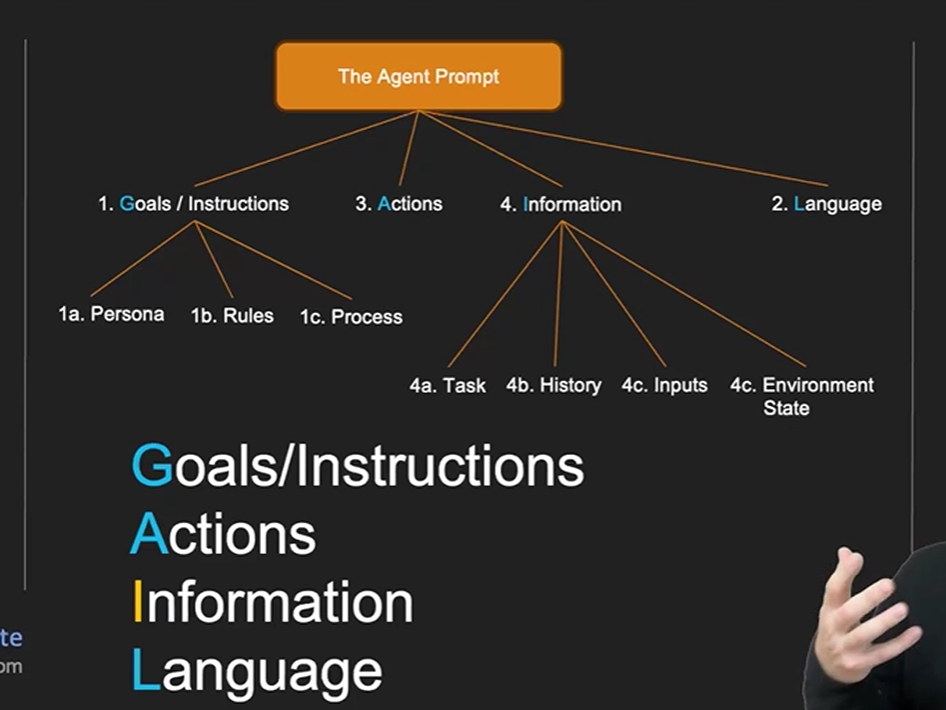 The Agent Prompt
1. Goals / Instructions
3. Actions
4. Information
2. Language
1a. Persona
1b. Rules
1c. Process
4a. Task
4b. History
4c. Inputs
4c. Environment
State
Goals/Instructions
Actions
Information
Language
te
om